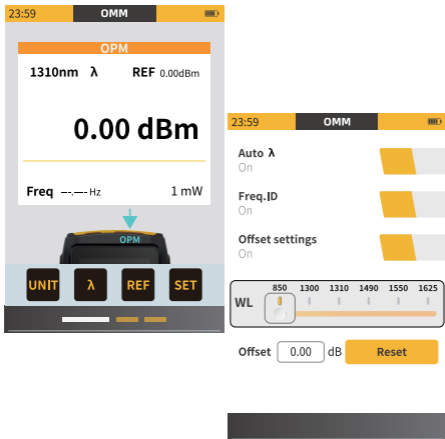 23:59 OMM
OPM
1310nm λ REF 0.00dBm
0.00 dBm
Freq --.-- Hz 1 mW
OPM
UNIT λ REF SET
23:59 OMM
Auto λ
On
Freq.ID
On
Offset settings
On
850 1300 1310 1490 1550 1625
WL
Offset 0.00 dB Reset